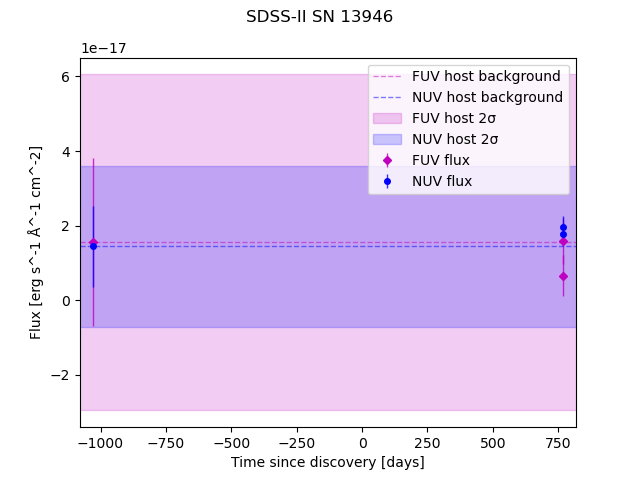 SDSS-II SN 13946
1e−17
FUV host background
NUV host background
FUV host 2σ
NUV host 2σ
FUV flux
NUV flux
6
4
2
0
−2
Flux [erg s^-1 Å^-1 cm^-2]
−1000 −750 −500 −250 0 250 500 750
Time since discovery [days]